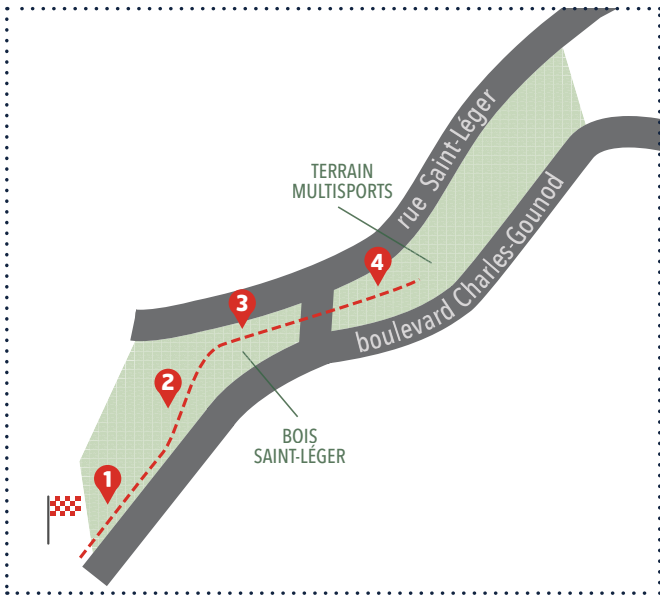 rue Saint-Léger
TERRAIN
MULTISPORTS
boulevard Charles-Gounod
4
3
2
BOIS
SAINT-LÉGER
1